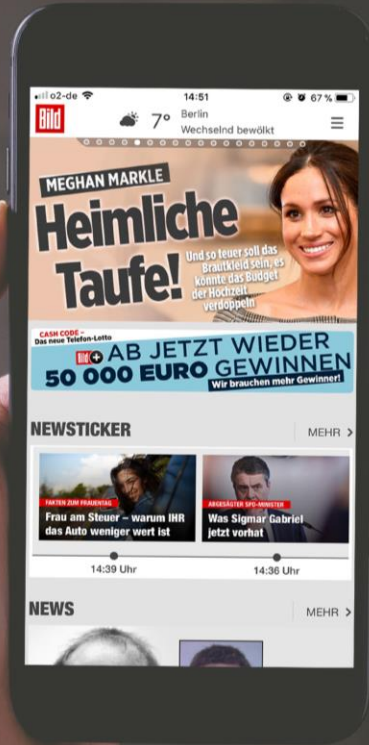 o2-de
14:51
67 %
Bild
7°
Berlin
Wechselnd bewölkt
MEGHAN MARKLE
Heimliche
Taufe!
Und so teuer soll das
Brautkleid sein, es
könnte das Budget
der Hochzeit
verdoppeln
CASH CODE –
Das neue Telefon-Lotto
Bild+ AB JETZT WIEDER
50 000 EURO GEWINNEN
Wir brauchen mehr Gewinner!
NEWSTICKER
MEHR >
FAKTEN ZUM FRAUENTAG
Frau am Steuer – warum IHR
das Auto weniger wert ist
ABGESÄGTER SPD-MINISTER
Was Sigmar Gabriel
jetzt vorhat
14:39 Uhr
14:36 Uhr
NEWS
MEHR >